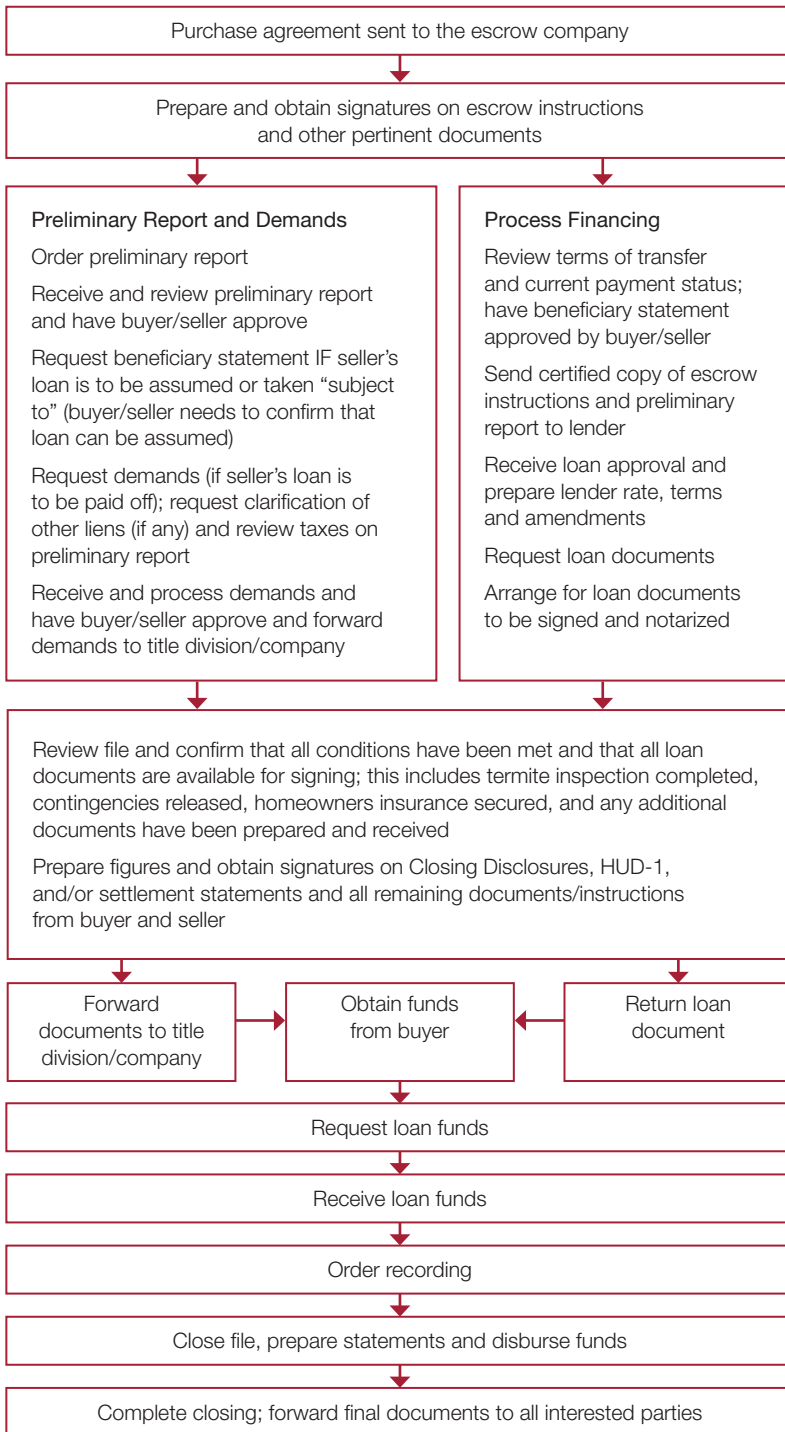 Purchase agreement sent to the escrow company
Prepare and obtain signatures on escrow instructions
and other pertinent documents
Preliminary Report and Demands
Order preliminary report
Receive and review preliminary report
and have buyer/seller approve
Request beneficiary statement IF seller’s
loan is to be assumed or taken “subject
to” (buyer/seller needs to confirm that
loan can be assumed)
Request demands (if seller’s loan is
to be paid off); request clarification of
other liens (if any) and review taxes on
preliminary report
Receive and process demands and
have buyer/seller approve and forward
demands to title division/company
Process Financing
Review terms of transfer
and current payment status;
have beneficiary statement
approved by buyer/seller
Send certified copy of escrow
instructions and preliminary
report to lender
Receive loan approval and
prepare lender rate, terms
and amendments
Request loan documents
Arrange for loan documents
to be signed and notarized
Review file and confirm that all conditions have been met and that all loan
documents are available for signing; this includes termite inspection completed,
contingencies released, homeowners insurance secured, and any additional
documents have been prepared and received
Prepare figures and obtain signatures on Closing Disclosures, HUD-1,
and/or settlement statements and all remaining documents/instructions
from buyer and seller
Forward
documents to title
division/company
Obtain funds
from buyer
Return loan
document
Request loan funds
Receive loan funds
Order recording
Close file, prepare statements and disburse funds
Complete closing; forward final documents to all interested parties